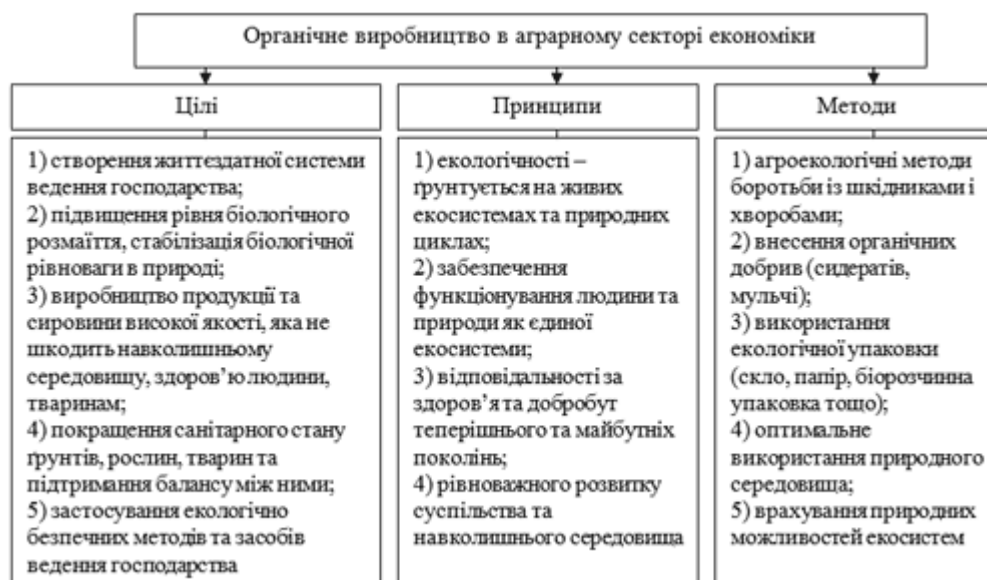 Органічне виробництво в аграрному секторі економіки
Цілі
1) створення життєздатної системи
ведення господарства;
2) підвищення рівня біологічного
розмаїття, стабілізація біологічної
рівноваги в природі;
3) виробництво продукції та
сировини високої якості, яка не
шкодить навколишньому
середовищу, здоров’ю людини,
тваринам;
4) покращення санітарного стану
ґрунтів, рослин, тварин та
підтримання балансу між ними;
5) застосування екологічно
безпечних методів та засобів
ведення господарства
Принципи
1) екологічності –
ґрунтується на живих
екосистемах та природних
циклах;
2) забезпечення
функціонування людини та
природи як єдиної
екосистеми;
3) відповідальності за
здоров’я та добробут
теперішнього та майбутніх
поколінь;
4) рівноважного розвитку
суспільства та
навколишнього середовища
Методи
1) агроекологічні методи
боротьби із шкідниками і
хворобами;
2) внесення органічних
добрив (сидератів,
мульчі);
3) використання
екологічної упаковки
(скло, папір, біорозчинна
упаковка тощо);
4) оптимальне
використання природного
середовища;
5) врахування природних
можливостей екосистем